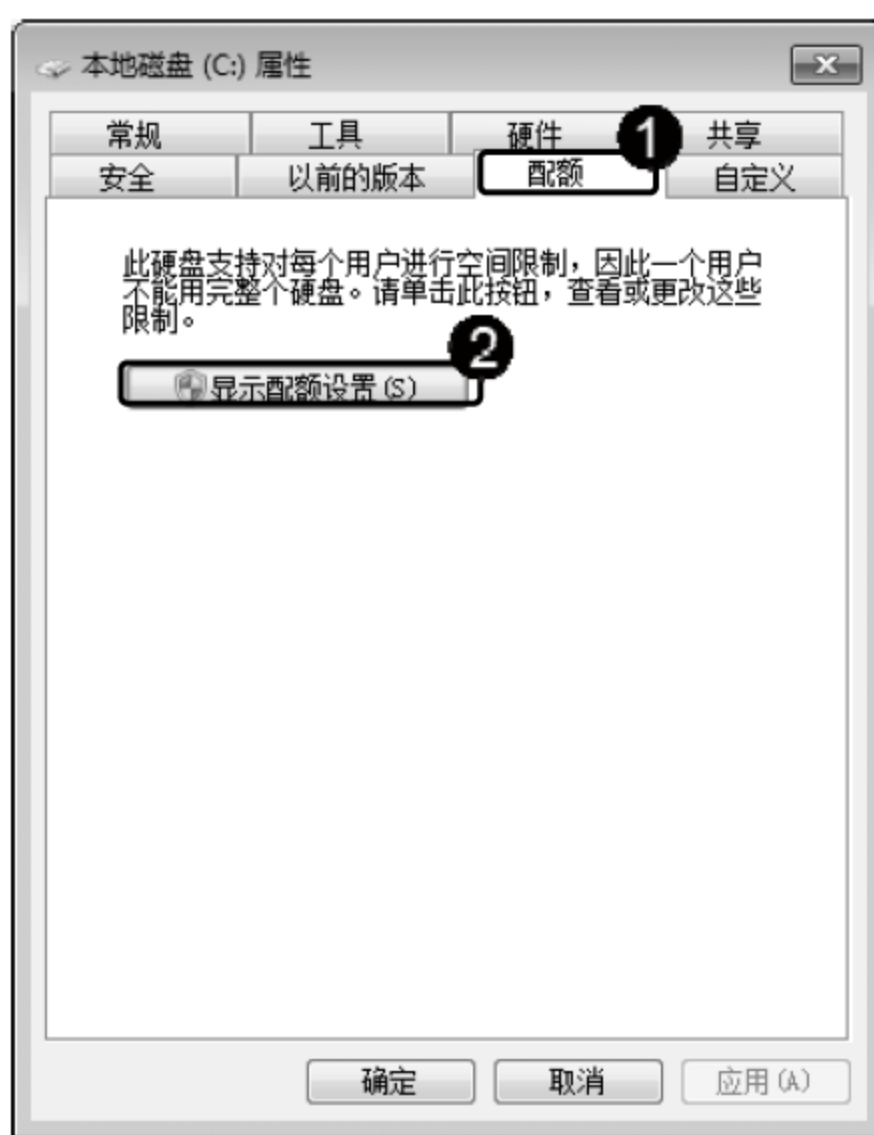 本地磁盘 (C:) 属性
常规 工具 硬件 1 共享
安全 以前的版本 配额 自定义
此硬盘支持对每个用户进行空间限制，因此一个用户
不能用完整个硬盘。请单击此按钮，查看或更改这些
限制。
2
显示配额设置(S)
确定 取消 应用(A)